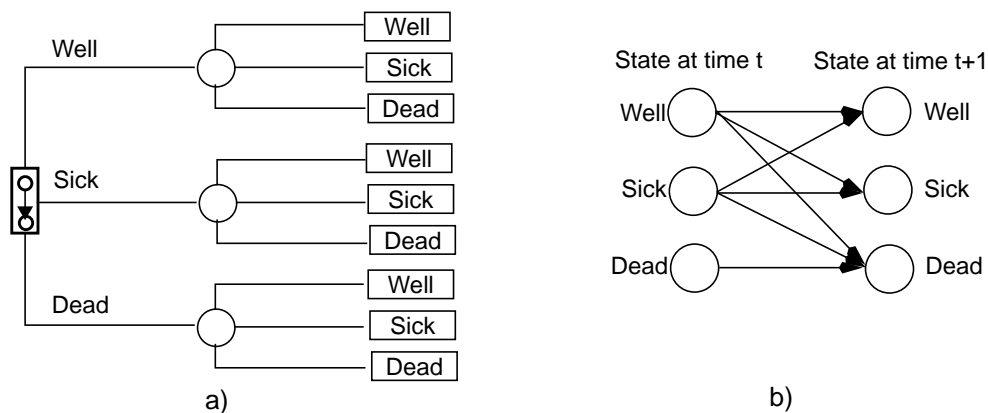 Well
Well
Sick
Dead
Sick
Well
Sick
Dead
Dead
Well
Sick
Dead
a)
State at time t State at time t+1
Well Well
Sick Sick
Dead Dead
b)